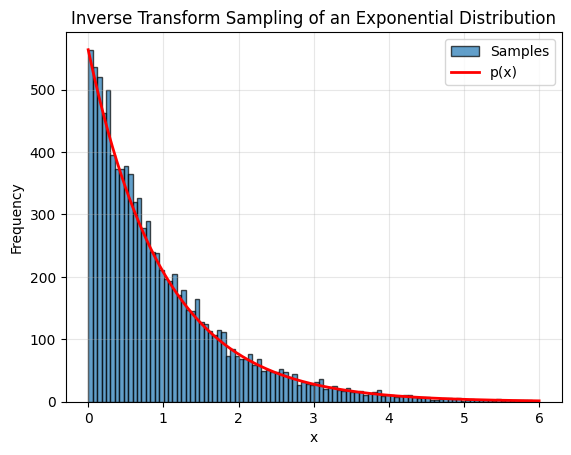 Inverse Transform Sampling of an Exponential Distribution
Samples
p(x)
Frequency
500
400
300
200
100
0
0 1 2 3 4 5 6
x